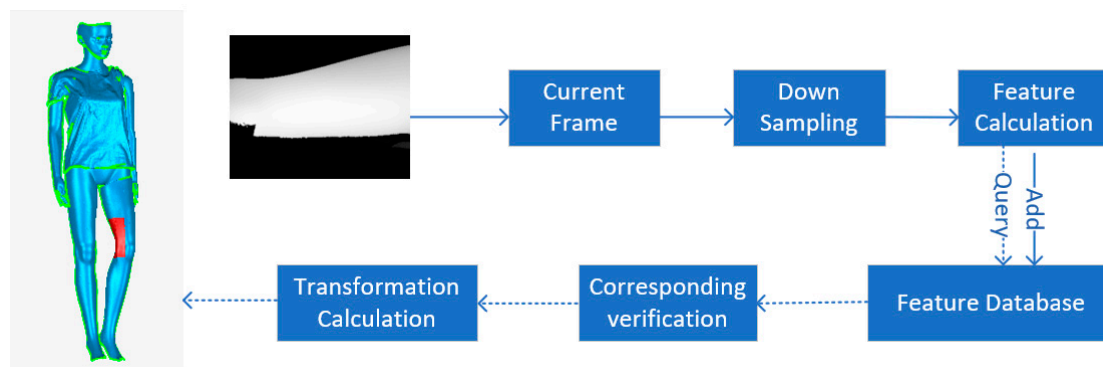 Current
Frame
Down
Sampling
Feature
Calculation
Query
Add
Transformation
Calculation
Corresponding
verification
Feature Database